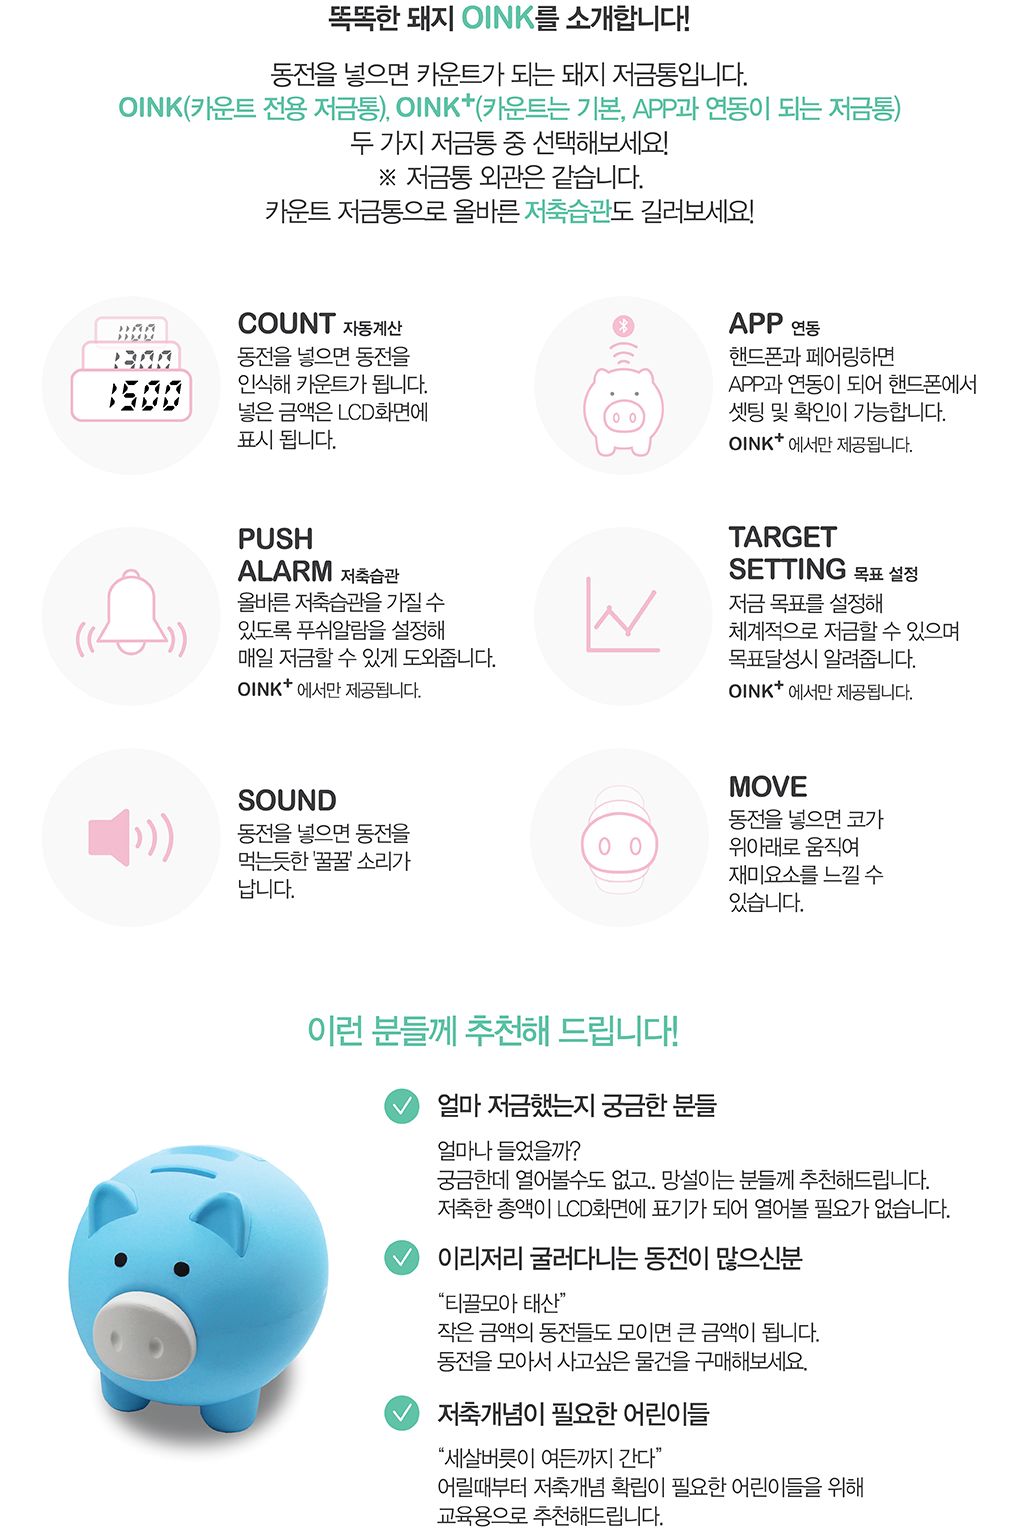 똑똑한 돼지 OINK를 소개합니다!
동전을 넣으면 카운트가 되는 돼지 저금통입니다.
OINK(카운트 전용 저금통), OINK+(카운트는 기본, APP과 연동이 되는 저금통)
두 가지 저금통 중 선택해보세요!
※ 저금통 외관은 같습니다.
카운트 저금통으로 올바른 저축습관도 길러보세요!
1100
1300
1500
COUNT 자동계산
동전을 넣으면 동전을
인식해 카운트가 됩니다.
넣은 금액은 LCD화면에
표시 됩니다.
APP 연동
핸드폰과 페어링하면
APP과 연동이 되어 핸드폰에서
셋팅 및 확인이 가능합니다.
OINK+ 에서만 제공됩니다.
PUSH
ALARM 저축습관
올바른 저축습관을 가질 수
있도록 푸쉬알람을 설정해
매일 저금할 수 있게 도와줍니다.
OINK+ 에서만 제공됩니다.
TARGET
SETTING 목표 설정
저금 목표를 설정해
체계적으로 저금할 수 있으며
목표달성시 알려줍니다.
OINK+ 에서만 제공됩니다.
SOUND
동전을 넣으면 동전을
먹는듯한 '꿀꿀' 소리가
납니다.
MOVE
동전을 넣으면 코가
위아래로 움직여
재미요소를 느낄 수
있습니다.
이런 분들께 추천해 드립니다!
얼마 저금했는지 궁금한 분들
얼마나 들었을까?
궁금한데 열어볼수도 없고.. 망설이는 분들께 추천해드립니다.
저축한 총액이 LCD화면에 표기가 되어 열어볼 필요가 없습니다.
이리저리 굴러다니는 동전이 많으신분
“티끌모아 태산”
작은 금액의 동전들도 모이면 큰 금액이 됩니다.
동전을 모아서 사고싶은 물건을 구매해보세요.
저축개념이 필요한 어린이들
“세살버릇이 여든까지 간다”
어릴때부터 저축개념 확립이 필요한 어린이들을 위해
교육용으로 추천해드립니다.